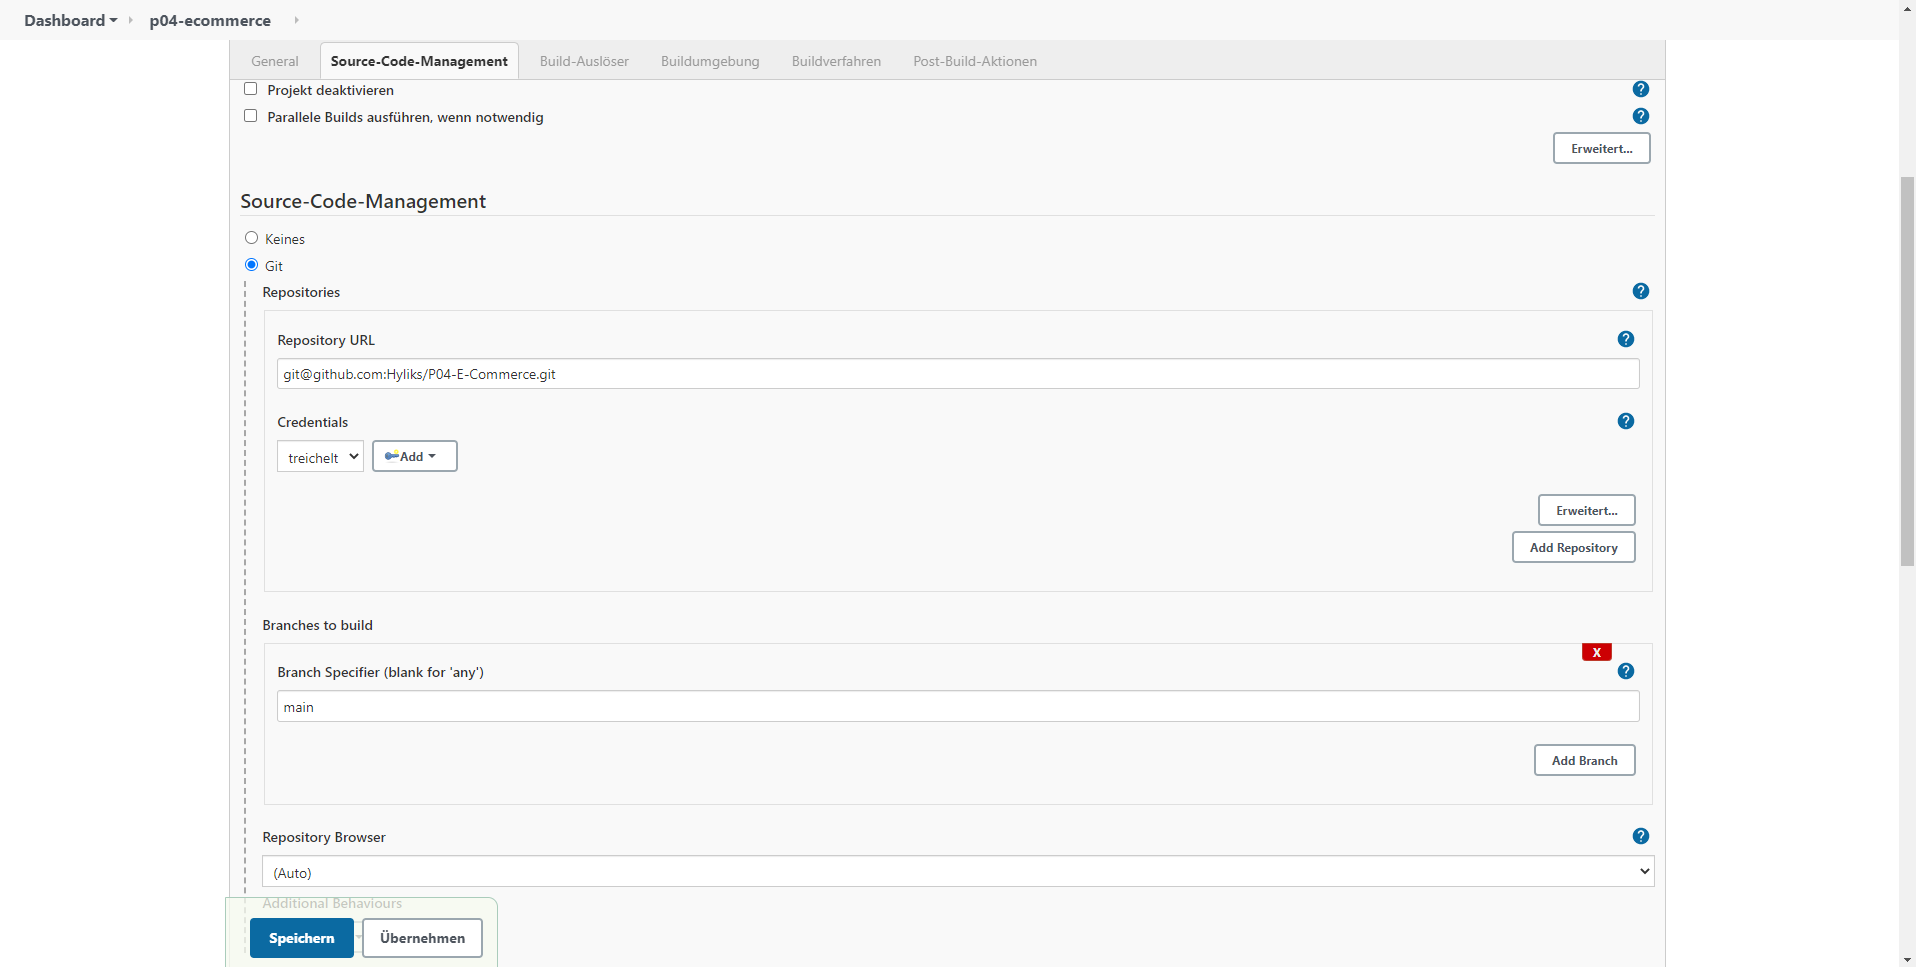 Dashboard p04-ecommerce
General Source-Code-Management Build-Auslöser Buildumgebung Buildverfahren Post-Build-Aktionen
Projekt deaktivieren ?
Parallele Builds ausführen, wenn notwendig ?
Erweitert...
Source-Code-Management
Keines
Git
Repositories ?
Repository URL ?
git@github.com:Hyliks/P04-E-Commerce.git
Credentials ?
treichelt Add
Erweitert...
Add Repository
Branches to build
X
Branch Specifier (blank for 'any') ?
main
Add Branch
Repository Browser ?
(Auto)
Additional Behaviours
Speichern Übernehmen